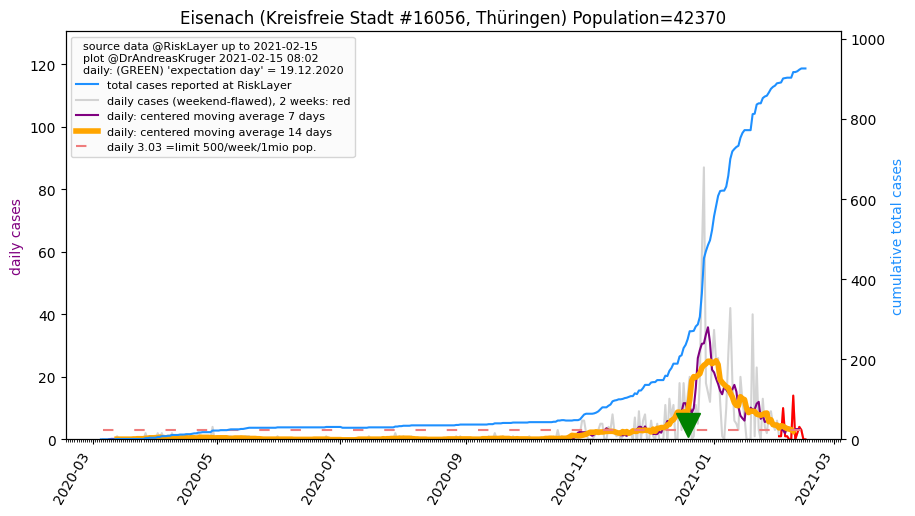 Eisenach (Kreisfreie Stadt #16056, Thüringen) Population=42370
source data @RiskLayer up to 2021-02-15
plot @DrAndreasKruger 2021-02-15 08:02
daily: (GREEN) 'expectation day' = 19.12.2020
total cases reported at RiskLayer
daily cases (weekend-flawed), 2 weeks: red
daily: centered moving average 7 days
daily: centered moving average 14 days
daily 3.03 =limit 500/week/1mio pop.
daily cases
120
100
80
60
40
20
0
cumulative total cases
1000
800
600
400
200
0
2020-03
2020-05
2020-07
2020-09
2020-11
2021-01
2021-03